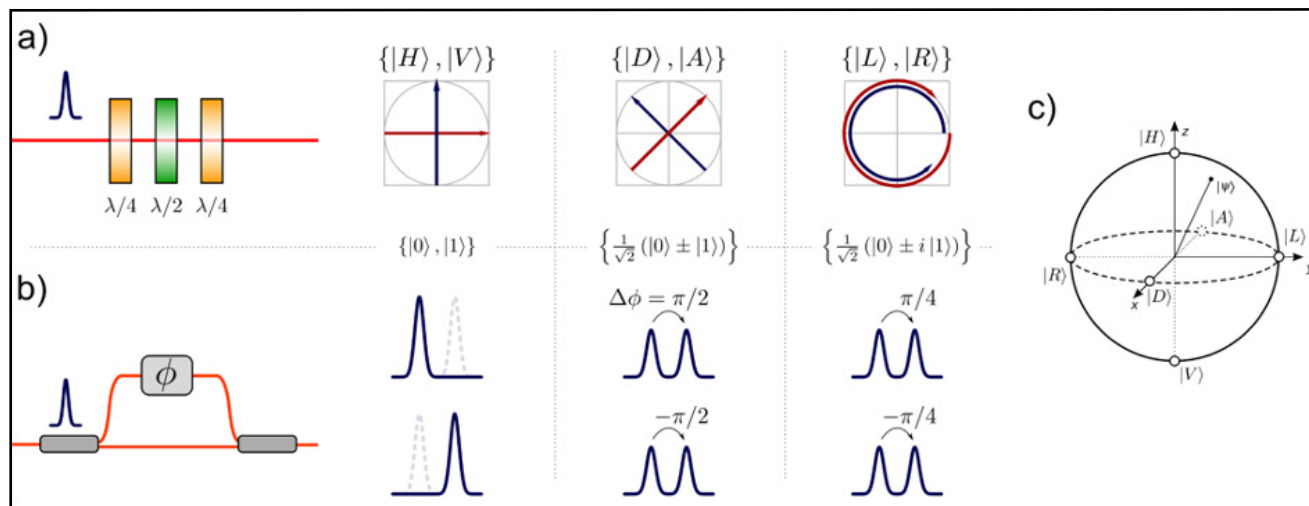 a)
{|H⟩ , |V⟩}
{|D⟩ , |A⟩}
{|L⟩ , |R⟩}
λ/4
λ/2
λ/4
{|0⟩ , |1⟩}
{1/√2 (|0⟩ ± |1⟩)}
{1/√2 (|0⟩ ± i |1⟩)}
b)
ϕ
Δϕ = π/2
π/4
−π/2
−π/4
c)
|H⟩
z
|ψ⟩
|A⟩
|L⟩
|R⟩
|D⟩
x
|V⟩